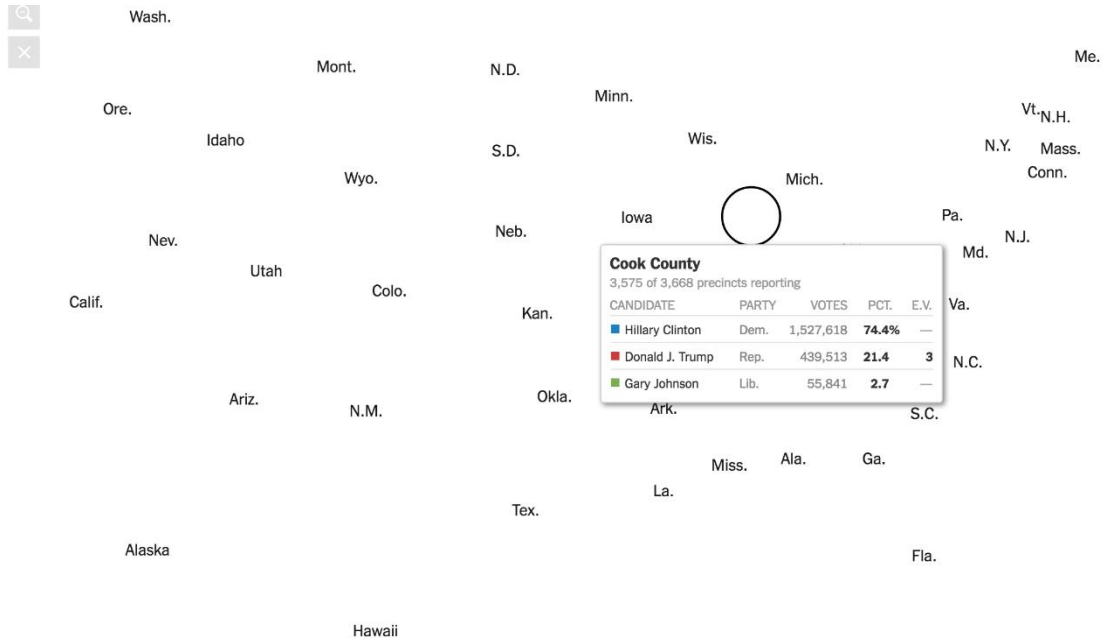 Wash.
Me.
Mont.
N.D.
Minn.
Ore.
Vt.
N.H.
Idaho
Wis.
N.Y.
Mass.
S.D.
Conn.
Wyo.
Mich.
Iowa
Pa.
Neb.
N.J.
Nev.
Md.
Utah
Colo.
Calif.
Va.
Kan.
Cook County
3,575 of 3,668 precincts reporting
CANDIDATE PARTY VOTES PCT. E.V.
Hillary Clinton Dem. 1,527,618 74.4% —
Donald J. Trump Rep. 439,513 21.4 3
Gary Johnson Lib. 55,841 2.7 —
N.C.
Ariz.
N.M.
Okla.
Ark.
S.C.
Miss.
Ala.
Ga.
La.
Tex.
Alaska
Fla.
Hawaii